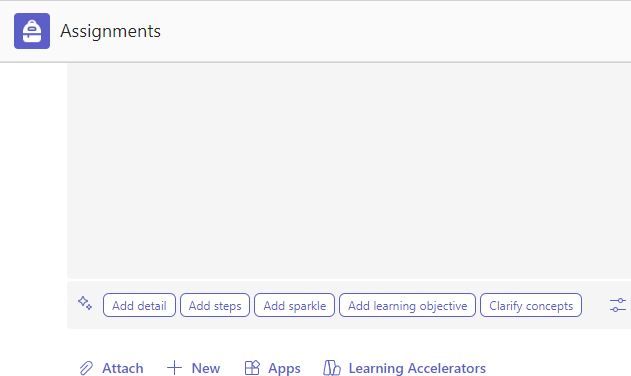 Assignments
Add detail Add steps Add sparkle Add learning objective Clarify concepts
Attach New Apps Learning Accelerators